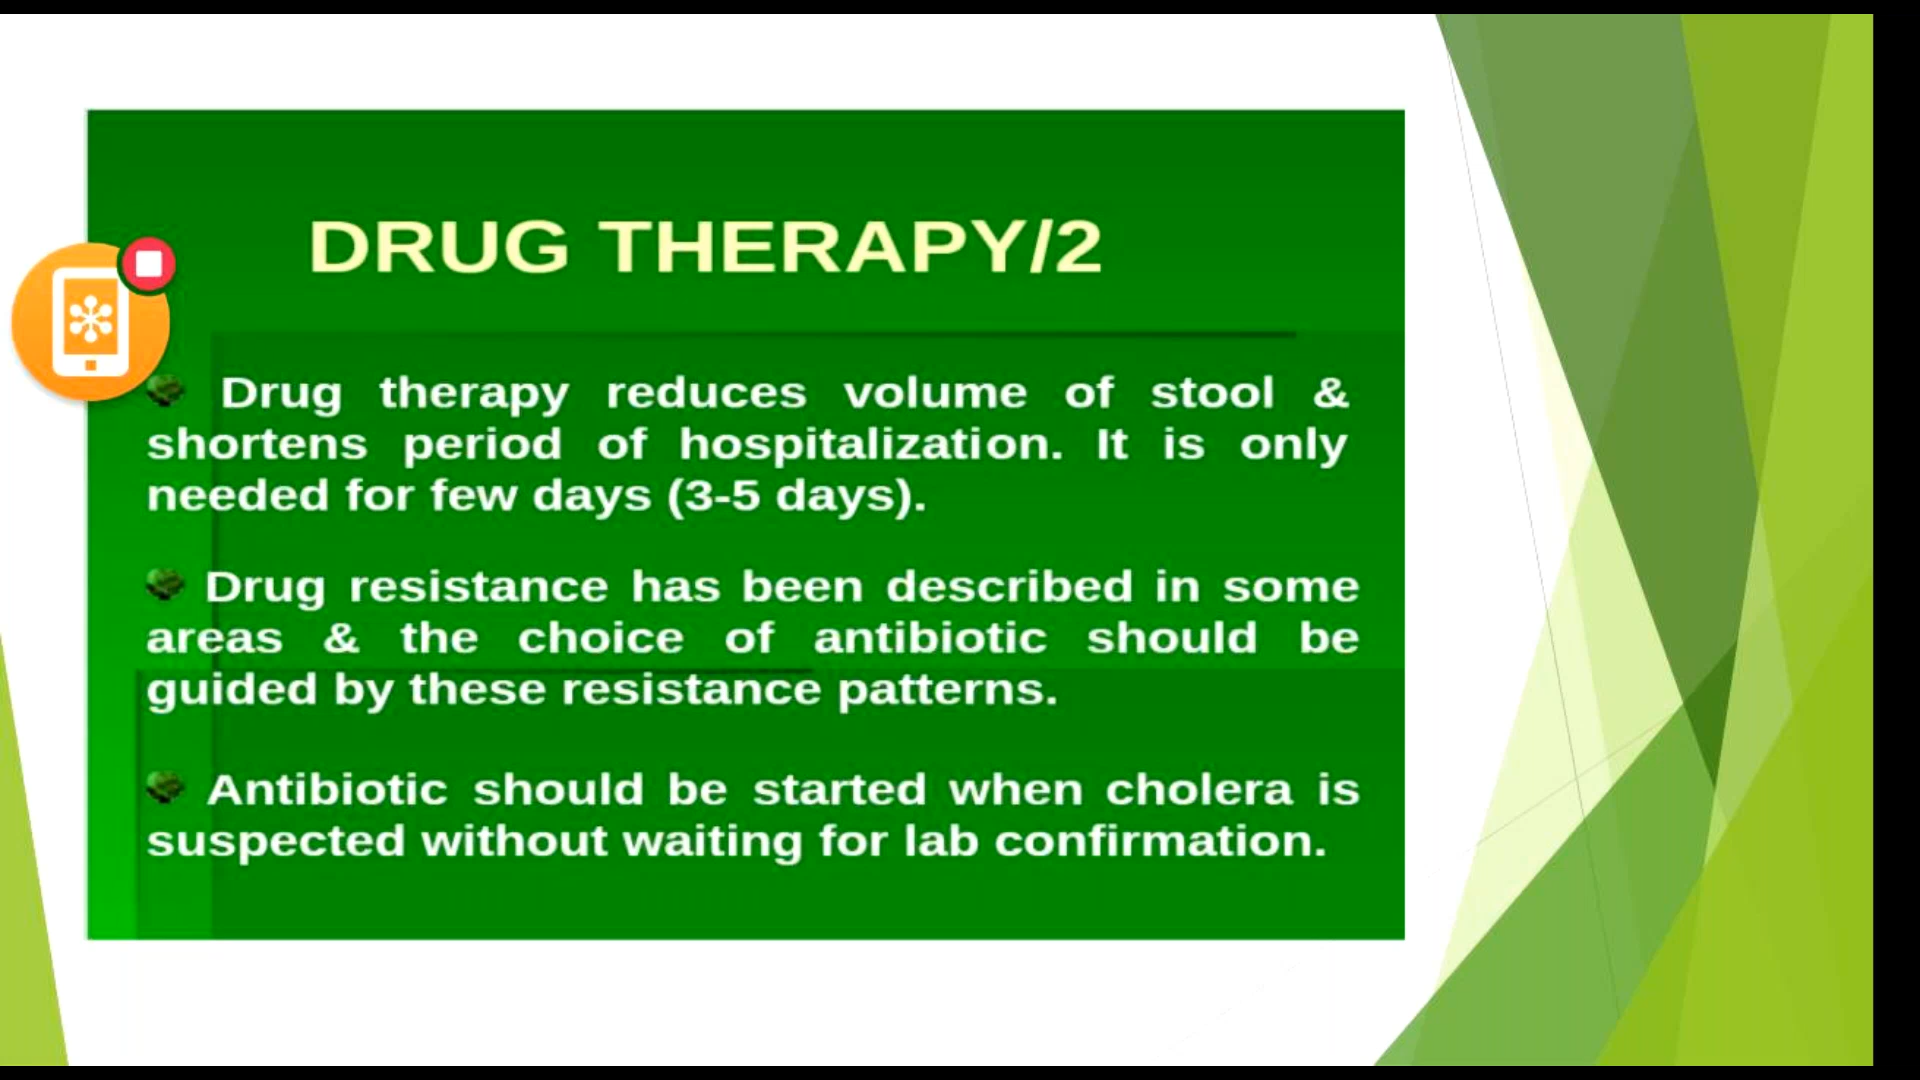 DRUG THERAPY/2
Drug therapy reduces volume of stool &
shortens period of hospitalization. It is only
needed for few days (3-5 days).
Drug resistance has been described in some
areas & the choice of antibiotic should be
guided by these resistance patterns.
Antibiotic should be started when cholera is
suspected without waiting for lab confirmation.